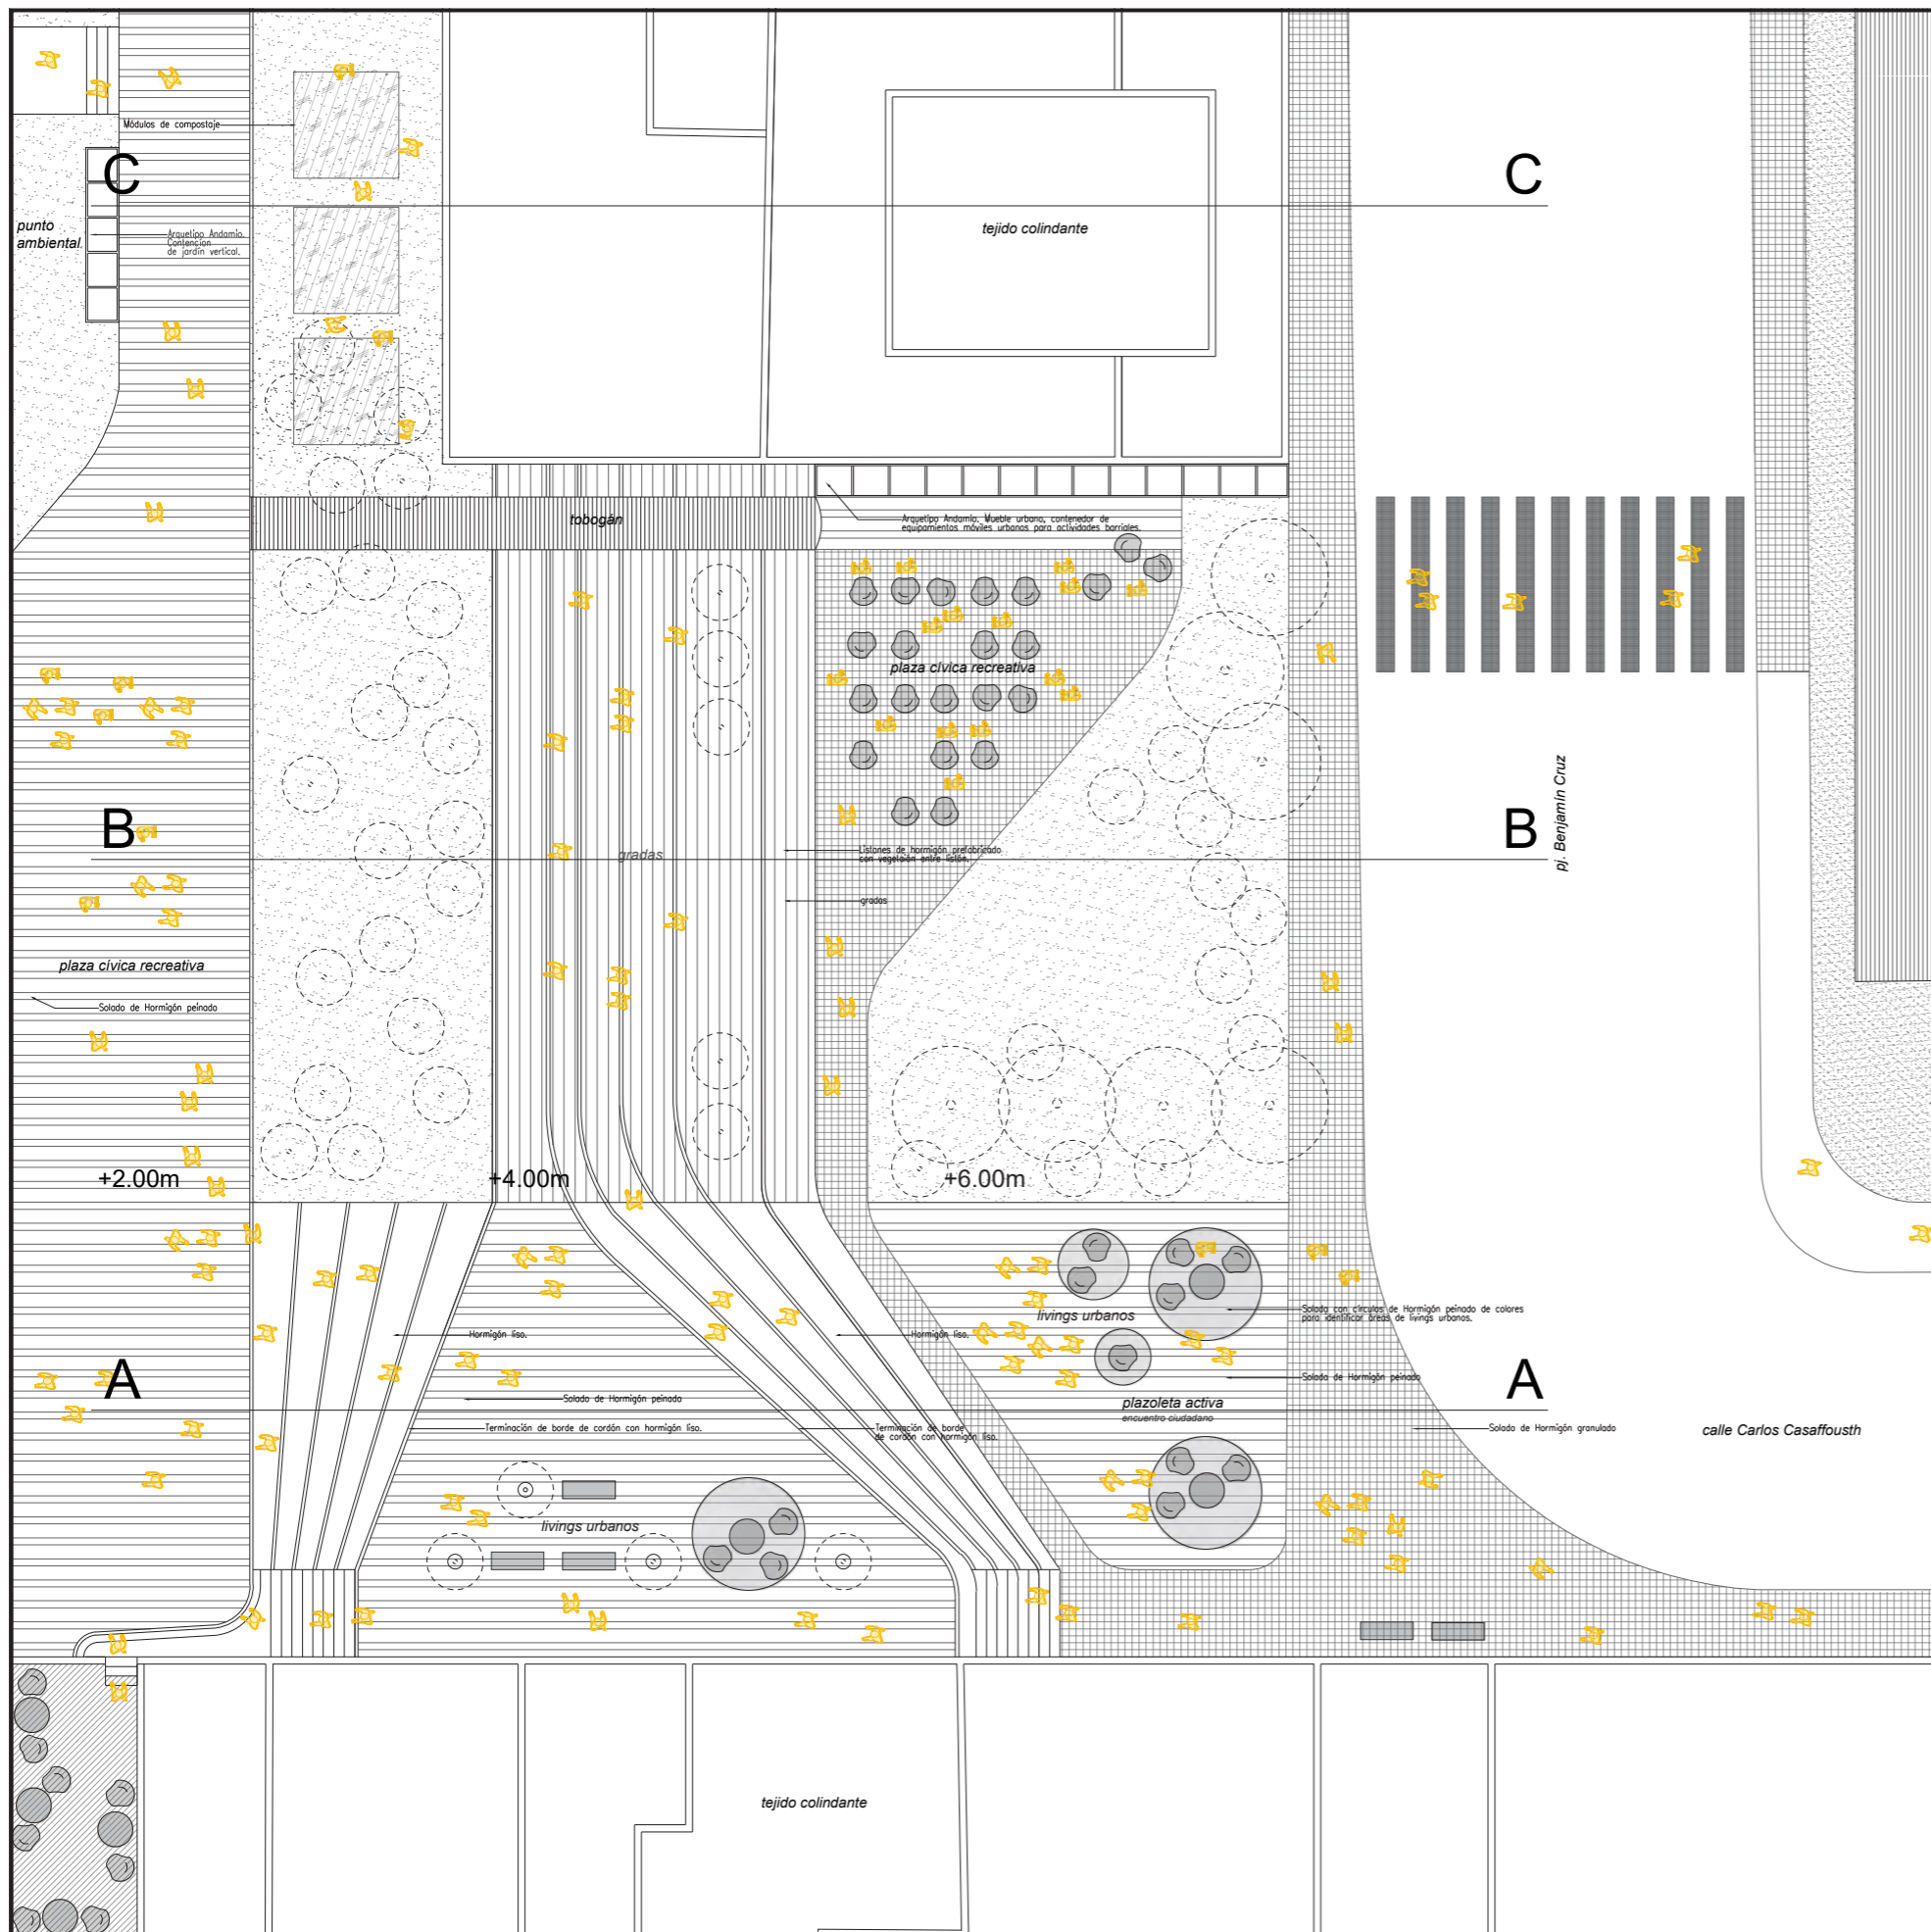 Módulos de compostaje
C
C
punto
ambiental
Arquetipo Andamio.
Contencion
de jardín vertical.
tejido colindante
tobogán
Arquetipo Andamio. Mueble urbano, contenedor de
equipamientos móviles urbanos para actividades barriales.
plaza cívica recreativa
B
B
pj. Benjamin Cruz
gradas
Listones de hormigón prefabricado
con vegetaión entre listón.
gradas
plaza cívica recreativa
Solado de Hormigón peinado
+2.00m
+4.00m
+6.00m
livings urbanos
Solado con círculos de Hormigón peinado de colores
para identificar áreas de livings urbanos.
Hormigón liso.
Hormigón liso.
A
A
Solado de Hormigón peinado
Solado de Hormigón peinado
plazoleta activa
encuentro ciudadano
Terminación de borde de cordón con hormigón liso.
Terminación de borde
de cordón con hormigón liso.
Solado de Hormigón granulado
calle Carlos Casaffousth
livings urbanos
tejido colindante